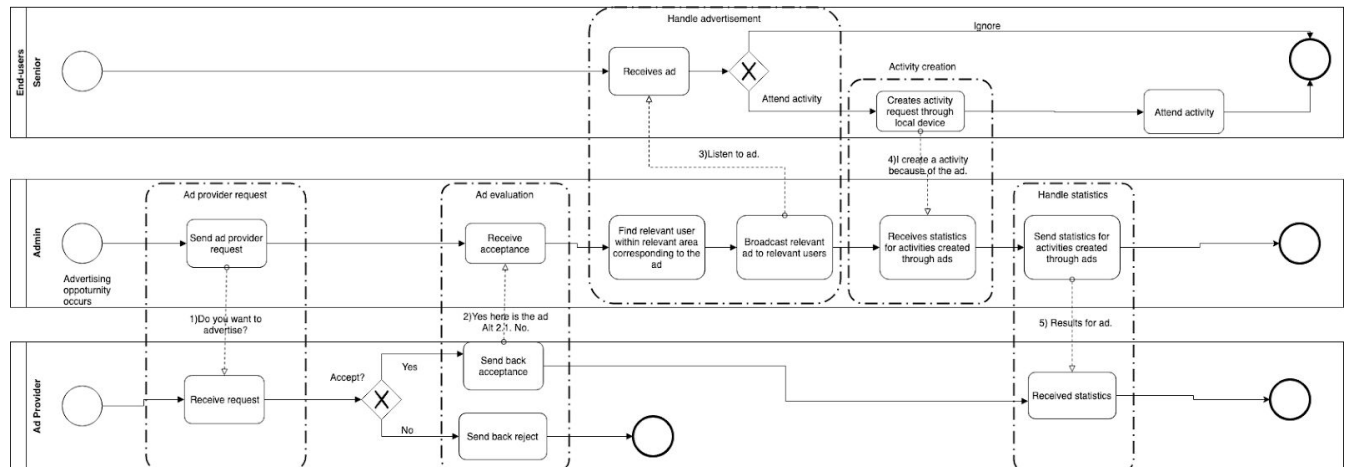 End-users
Senior
Handle advertisement
Receives ad
Ignore
Attend activity
Activity creation
Creates activity
request through
local device
Attend activity
3)Listen to ad.
4)I create a activity
because of the ad.
Admin
Advertising
oppoturnity
occurs
Ad provider request
Send ad provider
request
1)Do you want to
advertise?
Ad evaluation
Receive
acceptance
2)Yes here is the ad
Alt 2.1. No.
Find relevant user
within relevant area
corresponding to the
ad
Broadcast relevant
ad to relevant users
Receives statistics
for activities created
through ads
Handle statistics
Send statistics for
activities created
through ads
5) Results for ad.
Ad Provider
Receive request
Accept?
Yes
No
Send back
acceptance
Send back reject
Received statistics